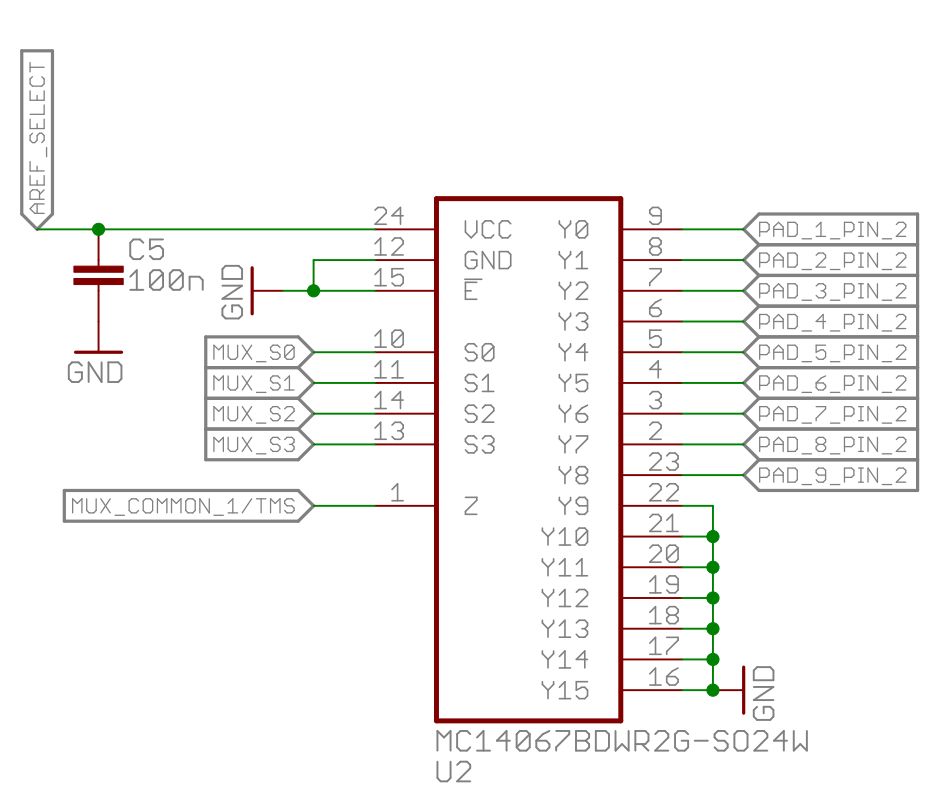 AREF_SELECT
C5
100n
GND
GND
24
12
15
10
11
14
13
1
MUX_S0
MUX_S1
MUX_S2
MUX_S3
MUX_COMMON_1/TMS
VCC
GND
E
S0
S1
S2
S3
Z
Y0
Y1
Y2
Y3
Y4
Y5
Y6
Y7
Y8
Y9
Y10
Y11
Y12
Y13
Y14
Y15
9
8
7
6
5
4
3
2
23
22
21
20
19
18
17
16
PAD_1_PIN_2
PAD_2_PIN_2
PAD_3_PIN_2
PAD_4_PIN_2
PAD_5_PIN_2
PAD_6_PIN_2
PAD_7_PIN_2
PAD_8_PIN_2
PAD_9_PIN_2
GND
MC14067BDWR2G-SO24W
U2